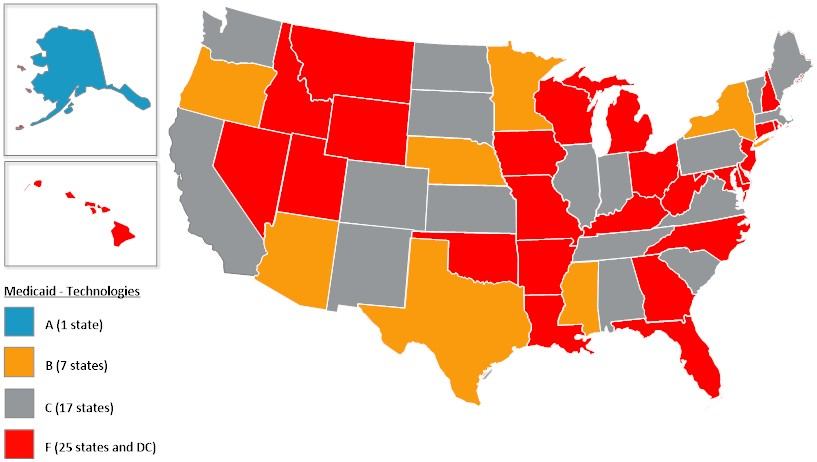 Medicaid - Technologies
A (1 state)
B (7 states)
C (17 states)
F (25 states and DC)